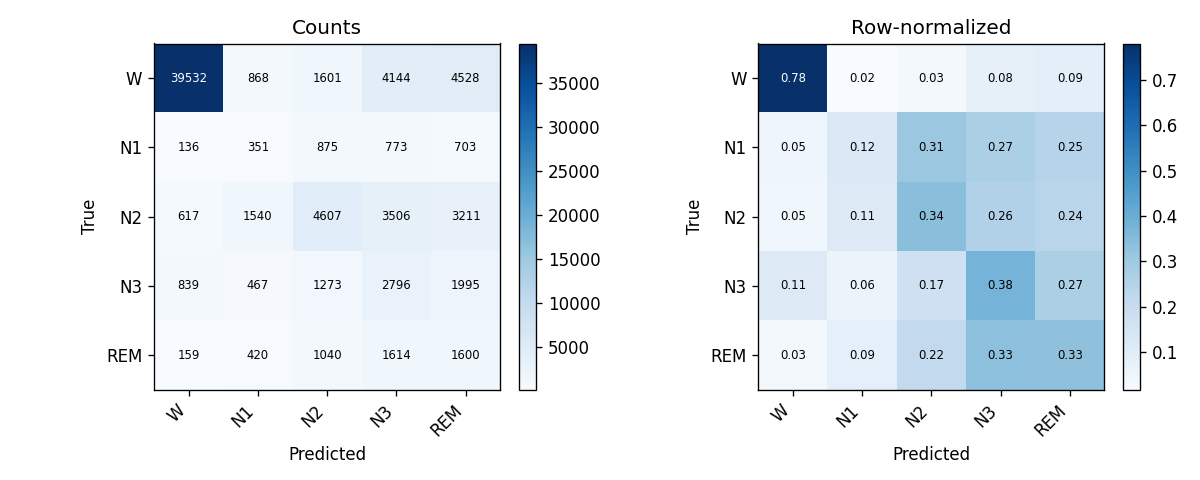 Counts
W 39532 868 1601 4144 4528
N1 136 351 875 773 703
N2 617 1540 4607 3506 3211
N3 839 467 1273 2796 1995
REM 159 420 1040 1614 1600
W N1 N2 N3 REM
True
Predicted
35000
30000
25000
20000
15000
10000
5000
Row-normalized
W 0.78 0.02 0.03 0.08 0.09
N1 0.05 0.12 0.31 0.27 0.25
N2 0.05 0.11 0.34 0.26 0.24
N3 0.11 0.06 0.17 0.38 0.27
REM 0.03 0.09 0.22 0.33 0.33
W N1 N2 N3 REM
True
Predicted
0.7
0.6
0.5
0.4
0.3
0.2
0.1